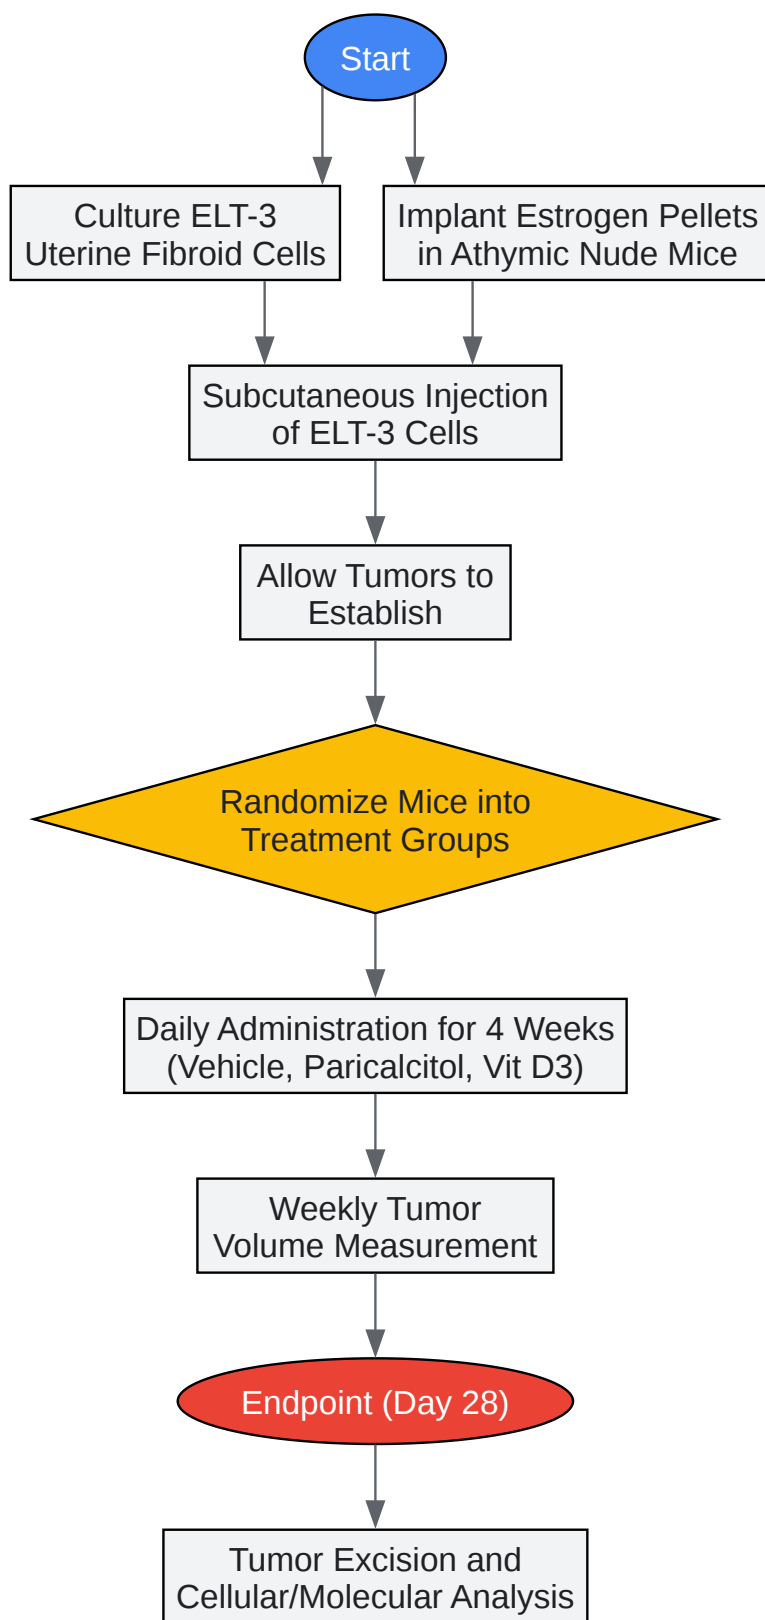 Start
Culture ELT-3
Uterine Fibroid Cells
Implant Estrogen Pellets
in Athymic Nude Mice
Subcutaneous Injection
of ELT-3 Cells
Allow Tumors to
Establish
Randomize Mice into
Treatment Groups
Daily Administration for 4 Weeks
(Vehicle, Paricalcitol, Vit D3)
Weekly Tumor
Volume Measurement
Endpoint (Day 28)
Tumor Excision and
Cellular/Molecular Analysis